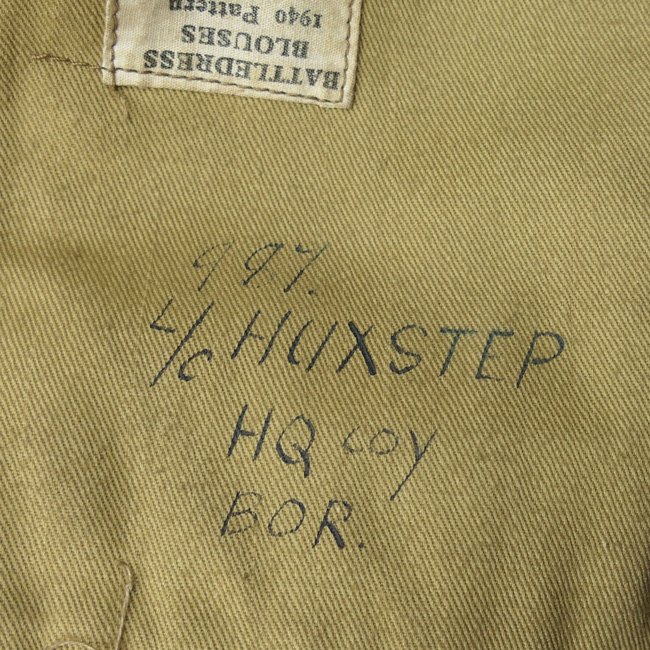 BATTLEDRESS
BLOUSES
1940 Pattern
997.
L/C HUXSTEP
HQ COY
BOR.